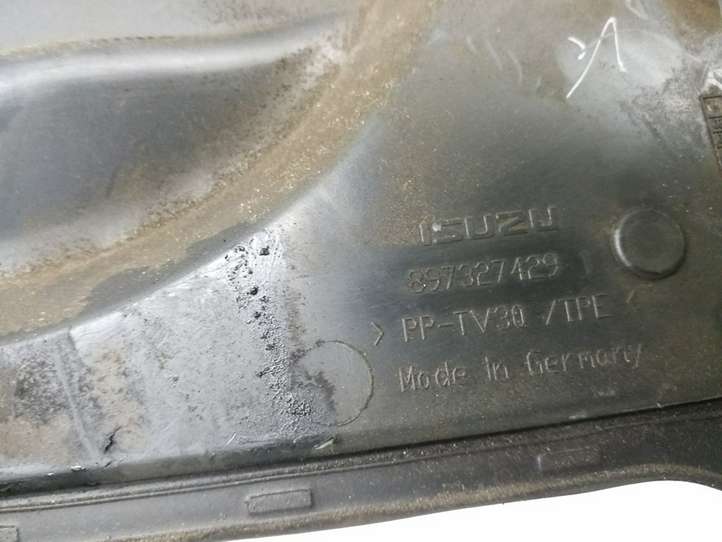 ISUZU
897327429
> PP-TV30 /TPE <
Made In Germany